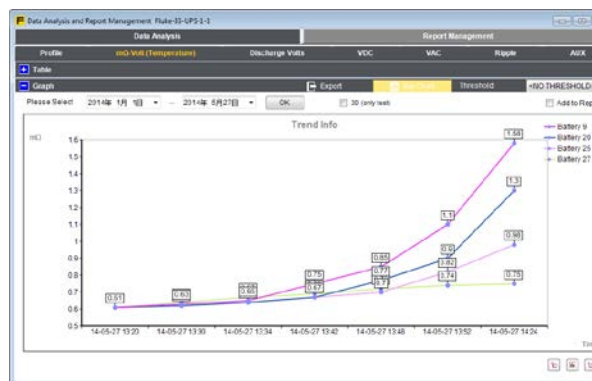 Data Analysis and Report Management Fluke-33-UPS-1-1
Data Analysis Report Management
Profile mΩ-Volt (Temperature) Discharge Volts VDC VAC Ripple AUX
Table
Graph Export Threshold <NO THRESHOLD>
Please Select 2014年 1月 1日 – 2014年 5月27日 OK 3D (only test) Add to Rep
Trend Info
mΩ
Battery 9
Battery 20
Battery 25
Battery 27
1.6
1.5
1.4
1.3
1.2
1.1
1
0.9
0.8
0.7
0.6
0.5
1.58
1.3
1.1
0.98
0.9
0.82
0.85
0.77
0.75
0.74
0.75
0.67
0.65
0.63
0.61
14-05-27 13:20 14-05-27 13:30 14-05-27 13:34 14-05-27 13:42 14-05-27 13:48 14-05-27 13:52 14-05-27 14:24